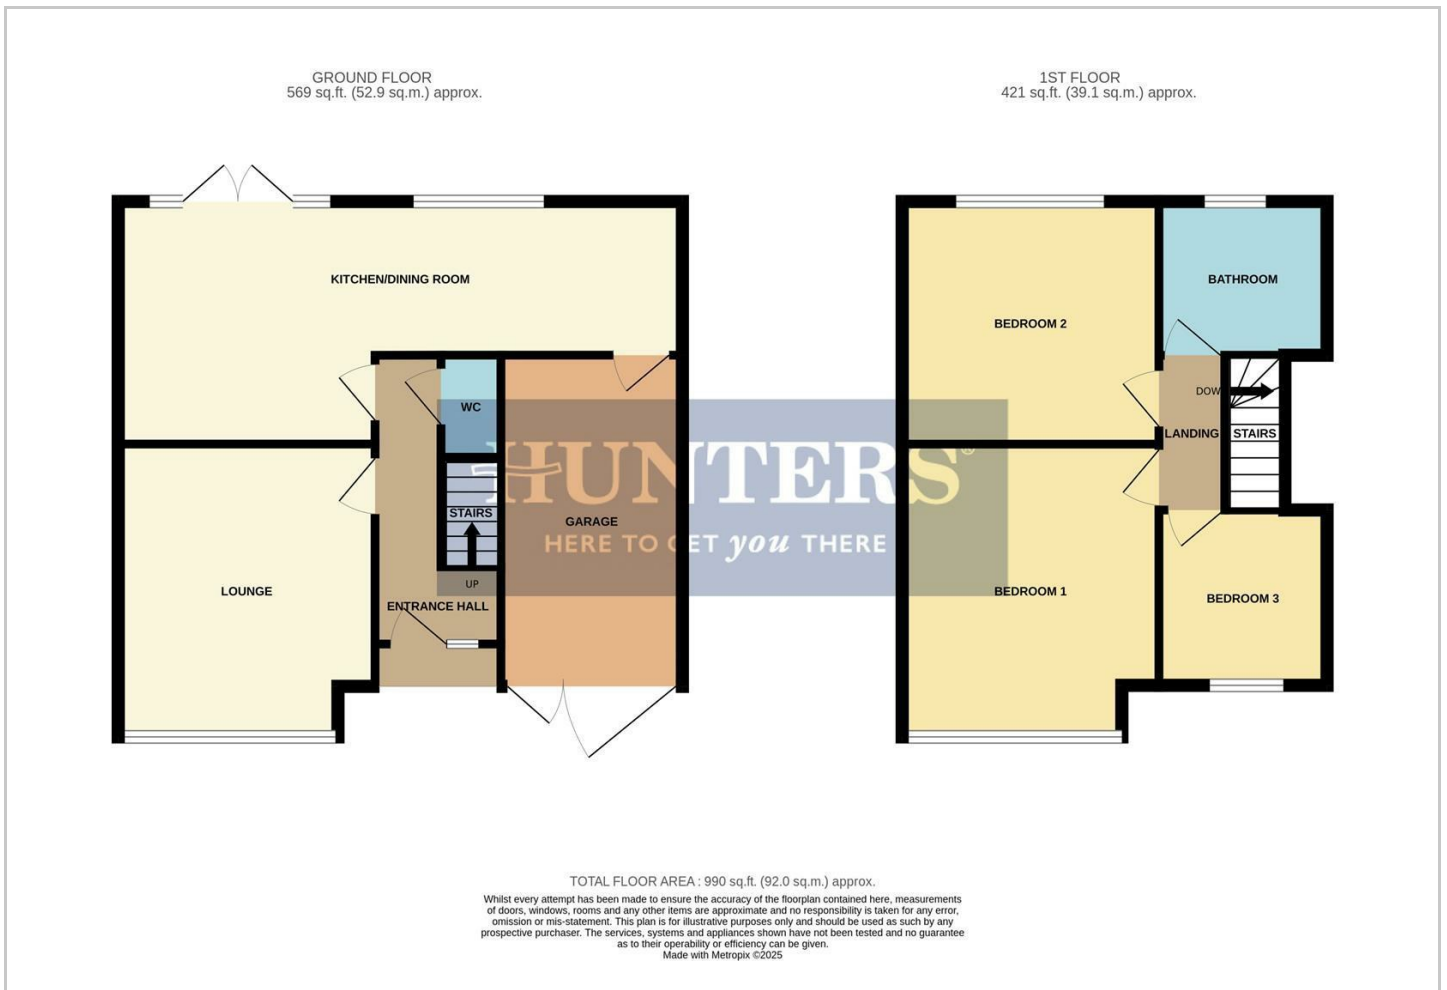 GROUND FLOOR
569 sq.ft. (52.9 sq.m.) approx.
1ST FLOOR
421 sq.ft. (39.1 sq.m.) approx.
KITCHEN/DINING ROOM
WC
STAIRS
UP
GARAGE
LOUNGE
ENTRANCE HALL
BEDROOM 2
BATHROOM
DOW
LANDING
STAIRS
BEDROOM 1
BEDROOM 3
HUNTERS®
HERE TO GET you THERE
TOTAL FLOOR AREA : 990 sq.ft. (92.0 sq.m.) approx.
Whilst every attempt has been made to ensure the accuracy of the floorplan contained here, measurements
of doors, windows, rooms and any other items are approximate and no responsibility is taken for any error,
omission or mis-statement. This plan is for illustrative purposes only and should be used as such by any
prospective purchaser. The services, systems and appliances shown have not been tested and no guarantee
as to their operability or efficiency can be given.
Made with Metropix ©2025